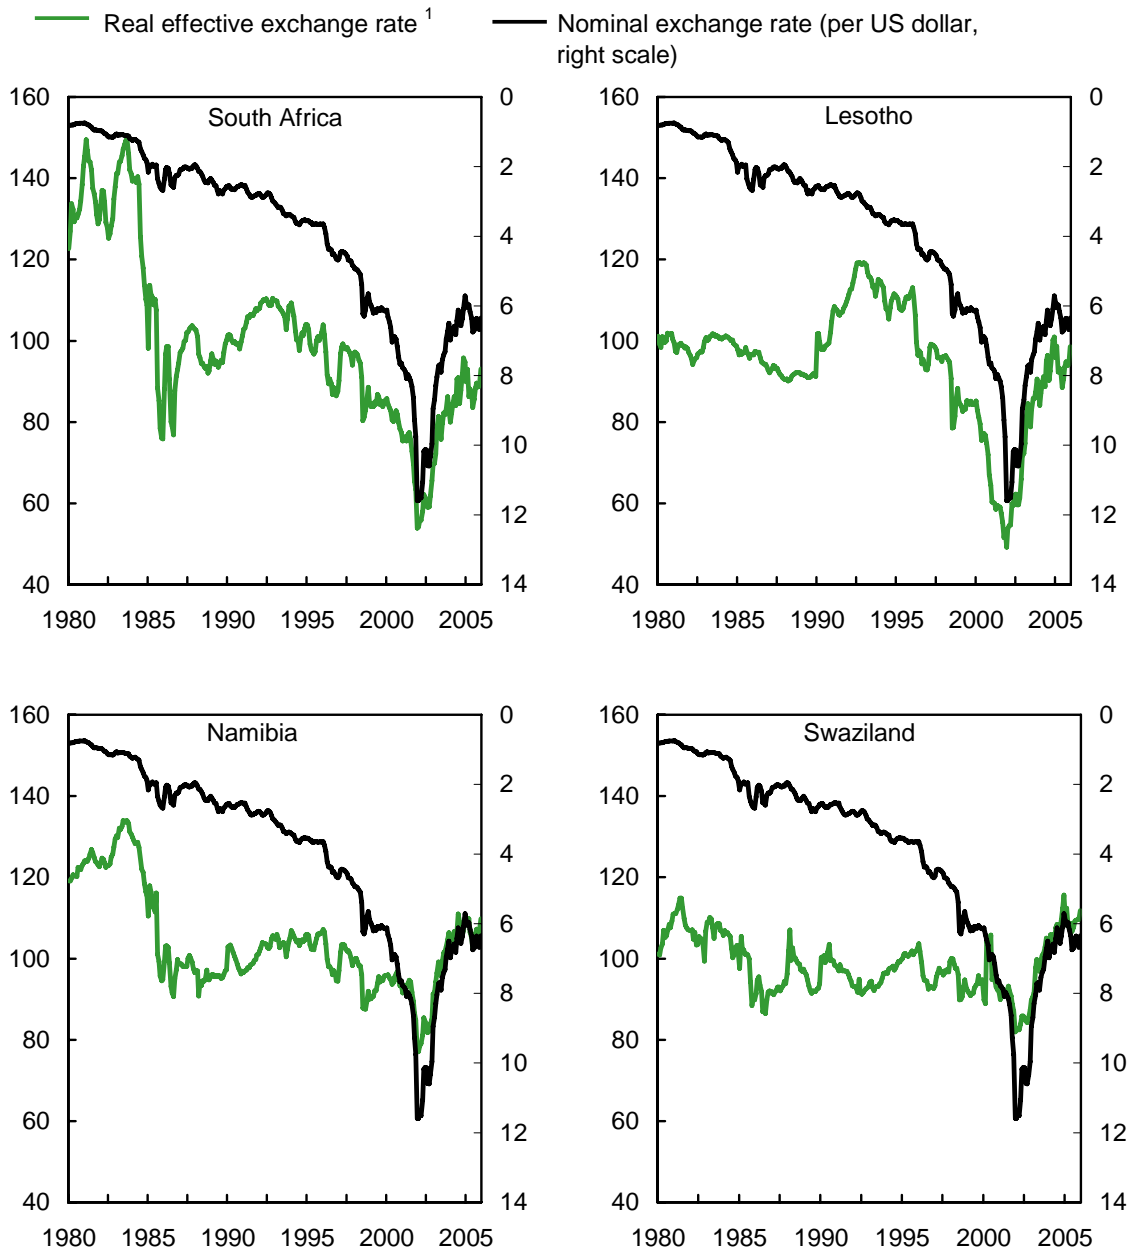 Real effective exchange rate 1
Nominal exchange rate (per US dollar,
right scale)
South Africa
160 0
140 2
120 4
100 6
80 8
60 10
40 12
14
1980 1985 1990 1995 2000 2005
Lesotho
160 0
140 2
120 4
100 6
80 8
60 10
40 12
14
1980 1985 1990 1995 2000 2005
Namibia
160 0
140 2
120 4
100 6
80 8
60 10
40 12
14
1980 1985 1990 1995 2000 2005
Swaziland
160 0
140 2
120 4
100 6
80 8
60 10
40 12
14
1980 1985 1990 1995 2000 2005